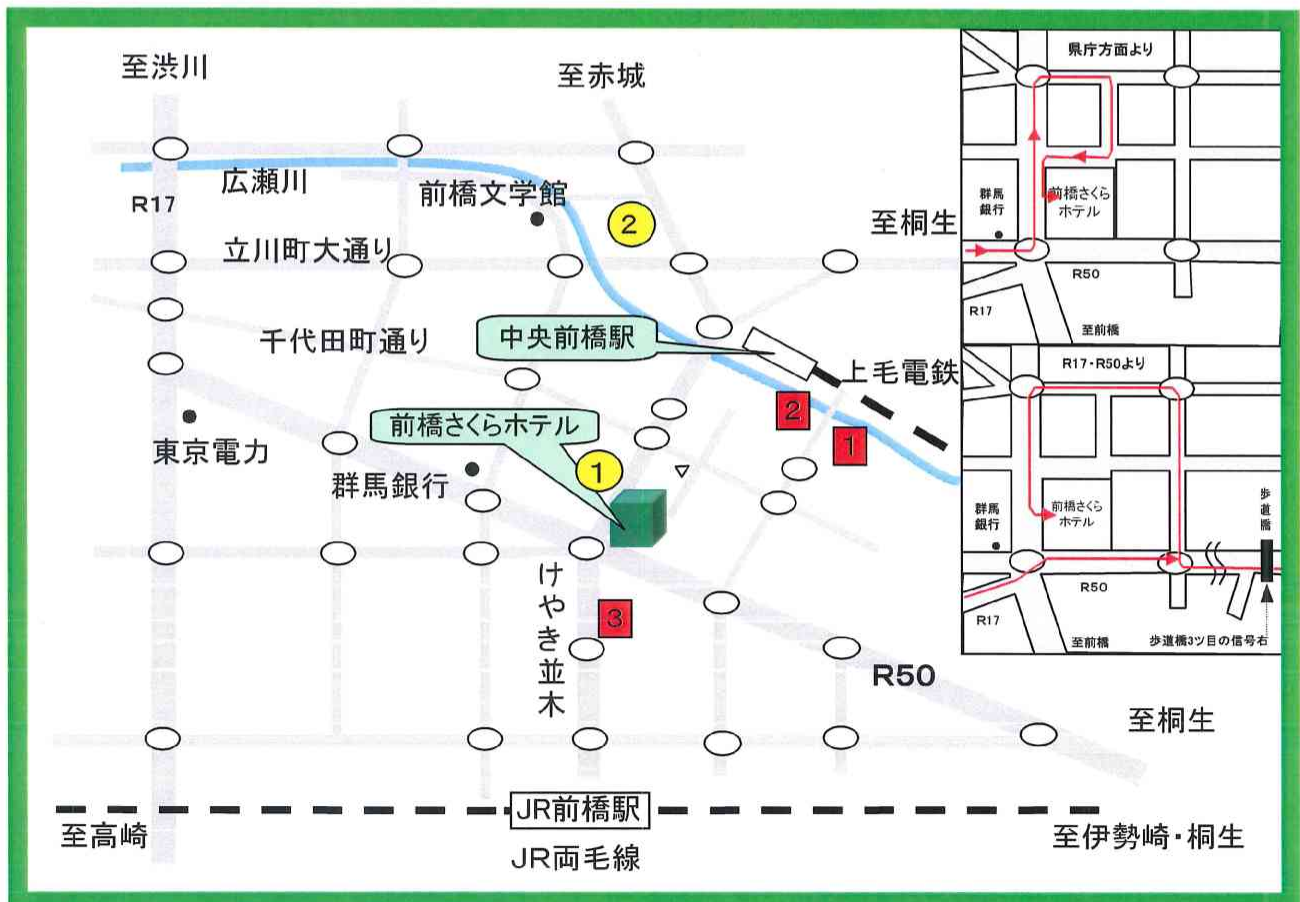 至渋川
至赤城
広瀬川
R17
前橋文学館
②
至桐生
立川町大通り
千代田町通り
中央前橋駅
上毛電鉄
2
1
前橋さくらホテル
①
東京電力
群馬銀行
けやき並木
3
R50
至桐生
JR前橋駅
至高崎
JR両毛線
至伊勢崎・桐生
県庁方面より
群馬
銀行
前橋さくら
ホテル
R50
R17
至前橋
R17・R50より
歩道橋
群馬
銀行
前橋さくら
ホテル
R50
R17
至前橋
歩道橋3ツ目の信号右